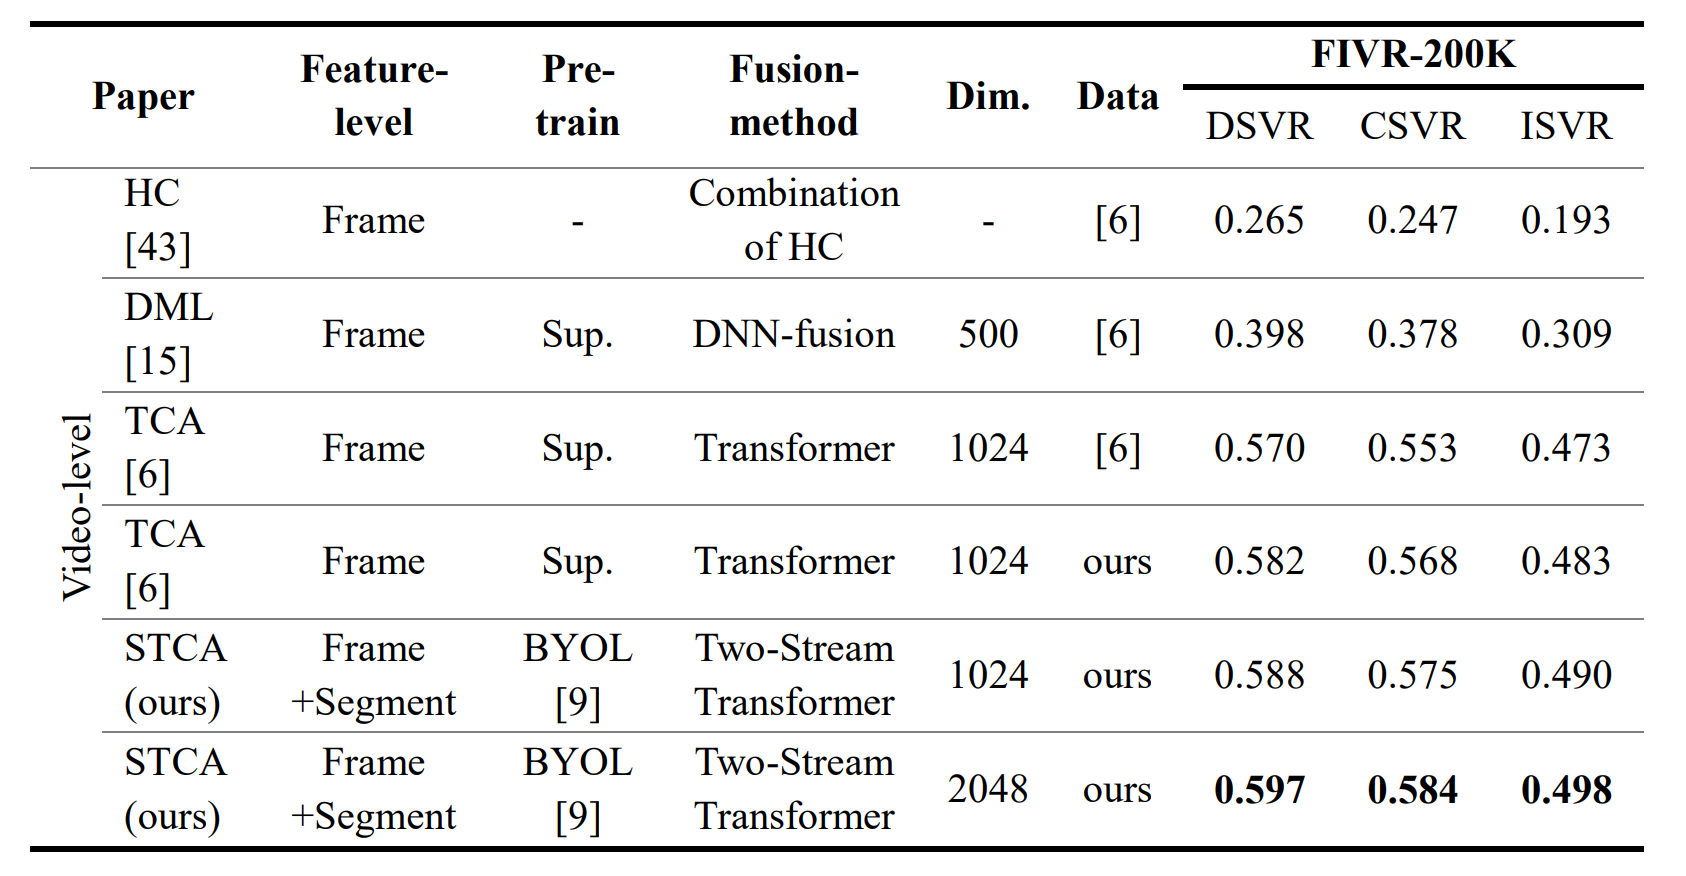 Paper Feature-level Pre-train Fusion-method Dim. Data FIVR-200K
DSVR CSVR ISVR
Video-level
HC [43] Frame - Combination of HC - [6] 0.265 0.247 0.193
DML [15] Frame Sup. DNN-fusion 500 [6] 0.398 0.378 0.309
TCA [6] Frame Sup. Transformer 1024 [6] 0.570 0.553 0.473
TCA [6] Frame Sup. Transformer 1024 ours 0.582 0.568 0.483
STCA (ours) Frame +Segment BYOL [9] Two-Stream Transformer 1024 ours 0.588 0.575 0.490
STCA (ours) Frame +Segment BYOL [9] Two-Stream Transformer 2048 ours 0.597 0.584 0.498